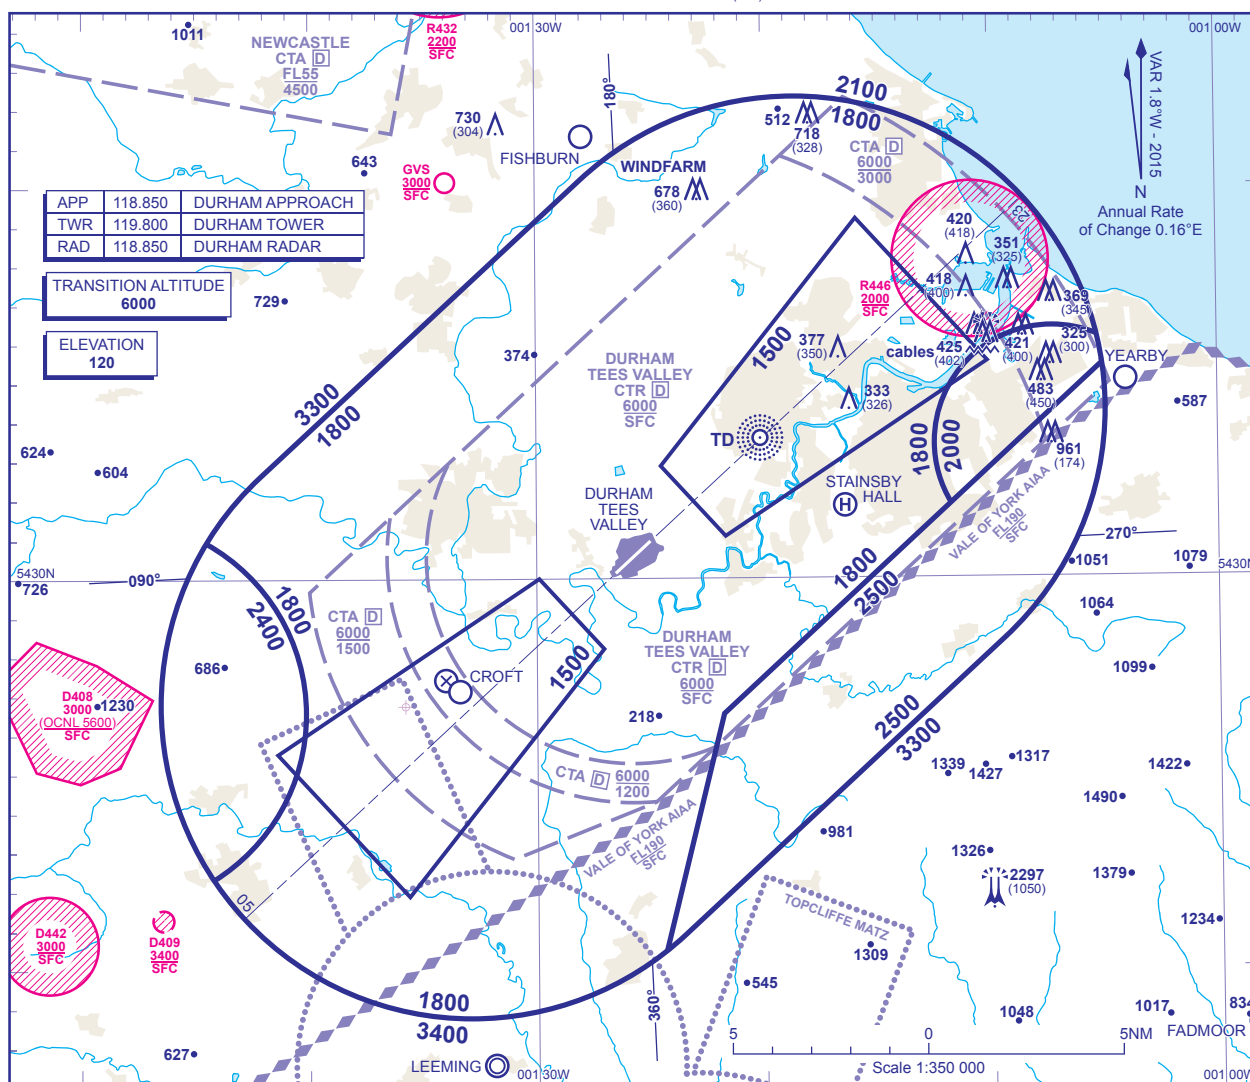 001 30W
001 00W
1011
NEWCASTLE
CTA D
FL55
4500
R432
2200
SFC
VAR 1.8°W - 2015
N
Annual Rate
of Change 0.16°E
180°
2100
1800
730
(304)
FISHBURN
512
718
(328)
CTA D
6000
3000
643
GVS
3000
SFC
WINDFARM
678
(360)
APP 118.850 DURHAM APPROACH
TWR 119.800 DURHAM TOWER
RAD 118.850 DURHAM RADAR
23
420
(418)
351
(325)
TRANSITION ALTITUDE
6000
729
R446
2000
SFC
418
(400)
369
(345)
ELEVATION
120
374
377
(350)
1500
cables
425
(402)
421
(400)
325
(300)
YEARBY
DURHAM
TEES VALLEY
CTR D
6000
SFC
333
(326)
483
(450)
587
3300
1800
624
604
TD
1800
2000
961
(174)
STAINSBY
HALL
H
DURHAM
TEES
VALLEY
VALE OF YORK AIAA
FL190
SFC
270°
1051
1079
5430N
5430N
726
090°
1800
2400
1800
2500
1064
CTA D
6000
1500
DURHAM
TEES VALLEY
CTR D
6000
SFC
1500
686
CROFT
1099
D408
3000
(OCNL 5600)
SFC
1230
218
2500
3300
1339
1427
1317
1422
CTA D 6000
1200
1490
VALE OF YORK AIAA
FL190
SFC
981
1326
2297
(1050)
1379
05
TOPCLIFFE MATZ
1234
D442
3000
SFC
D409
3400
SFC
1309
545
360°
1800
3400
1048
1017
834
FADMOOR
627
LEEMING
5 0 5NM
Scale 1:350 000
001 30W
001 00W